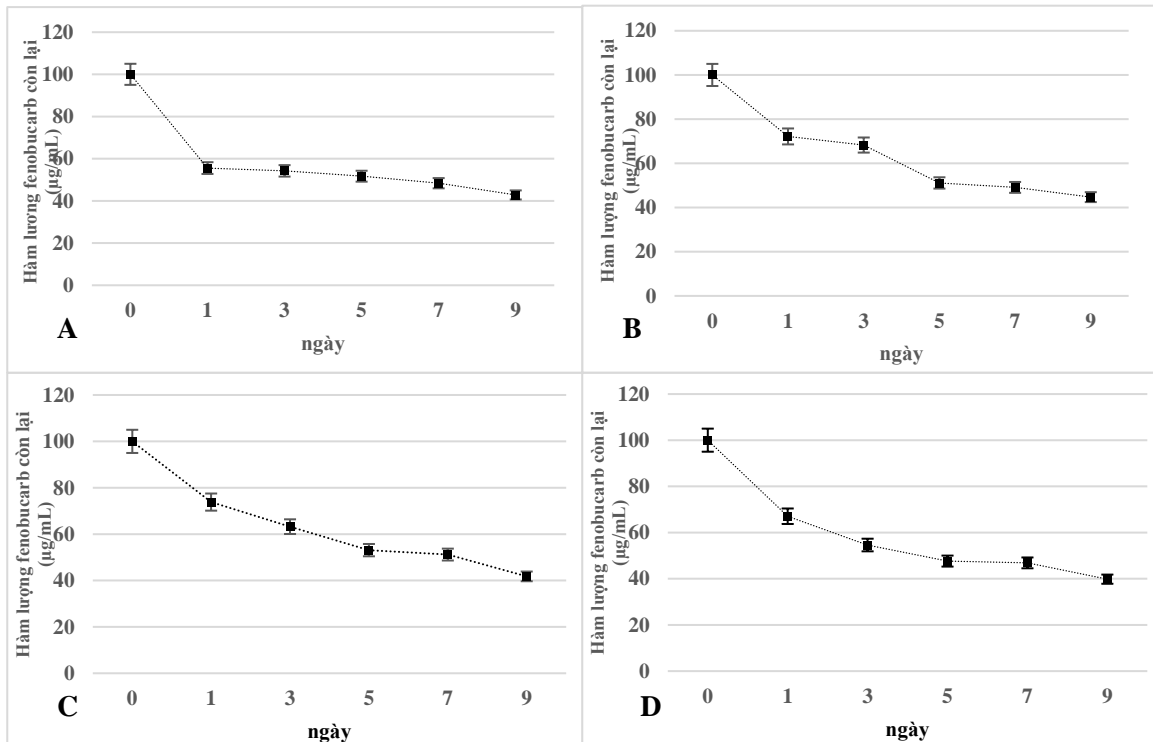 Hàm lương fenobucarb còn lại
(µg/mL)
120
100
80
60
40
20
0
0 1 3 5 7 9
ngày
A
Hàm lượng fenobucarb còn lại
(µg/mL)
120
100
80
60
40
20
0
0 1 3 5 7 9
ngày
B
Hàm lượng fenobucarb còn lại
(µg/mL)
120
100
80
60
40
20
0
0 1 3 5 7 9
ngày
C
Hàm lượng fenobucarb còn lại
(µg/mL)
120
100
80
60
40
20
0
0 1 3 5 7 9
ngày
D